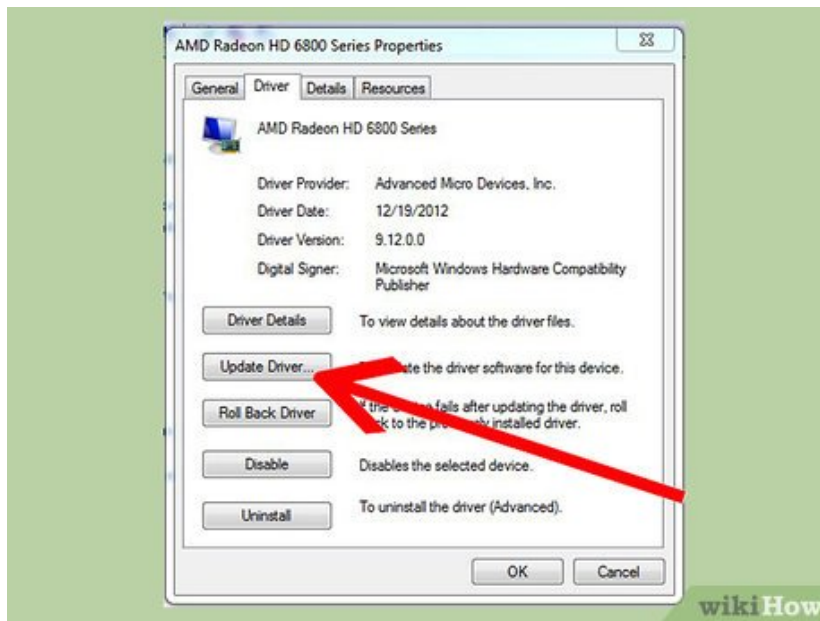 AMD Radeon HD 6800 Series Properties
General Driver Details Resources
AMD Radeon HD 6800 Series
Driver Provider: Advanced Micro Devices, Inc.
Driver Date: 12/19/2012
Driver Version: 9.12.0.0
Digital Signer: Microsoft Windows Hardware Compatibility
Publisher
Driver Details To view details about the driver files.
Update Driver... the driver software for this device.
Roll Back Driver If the fails after updating the driver, roll
to the installed driver.
Disable Disables the selected device.
Uninstall To uninstall the driver (Advanced).
OK Cancel
wikiHow